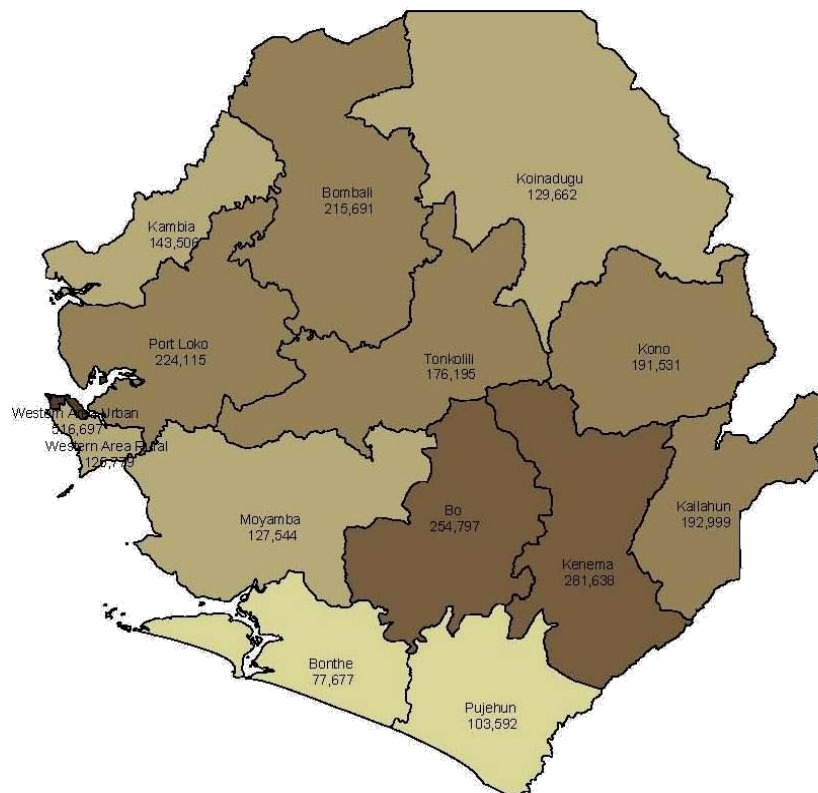 Koinadugu
129,662
Bombali
215,691
Kambia
143,506
Port Loko
224,115
Tonkolili
176,195
Kono
191,531
Western Area Urban
516,697
Western Area Rural
125,779
Moyamba
127,544
Bo
254,797
Kailahun
192,999
Kenema
281,638
Bonthe
77,677
Pujehun
103,592